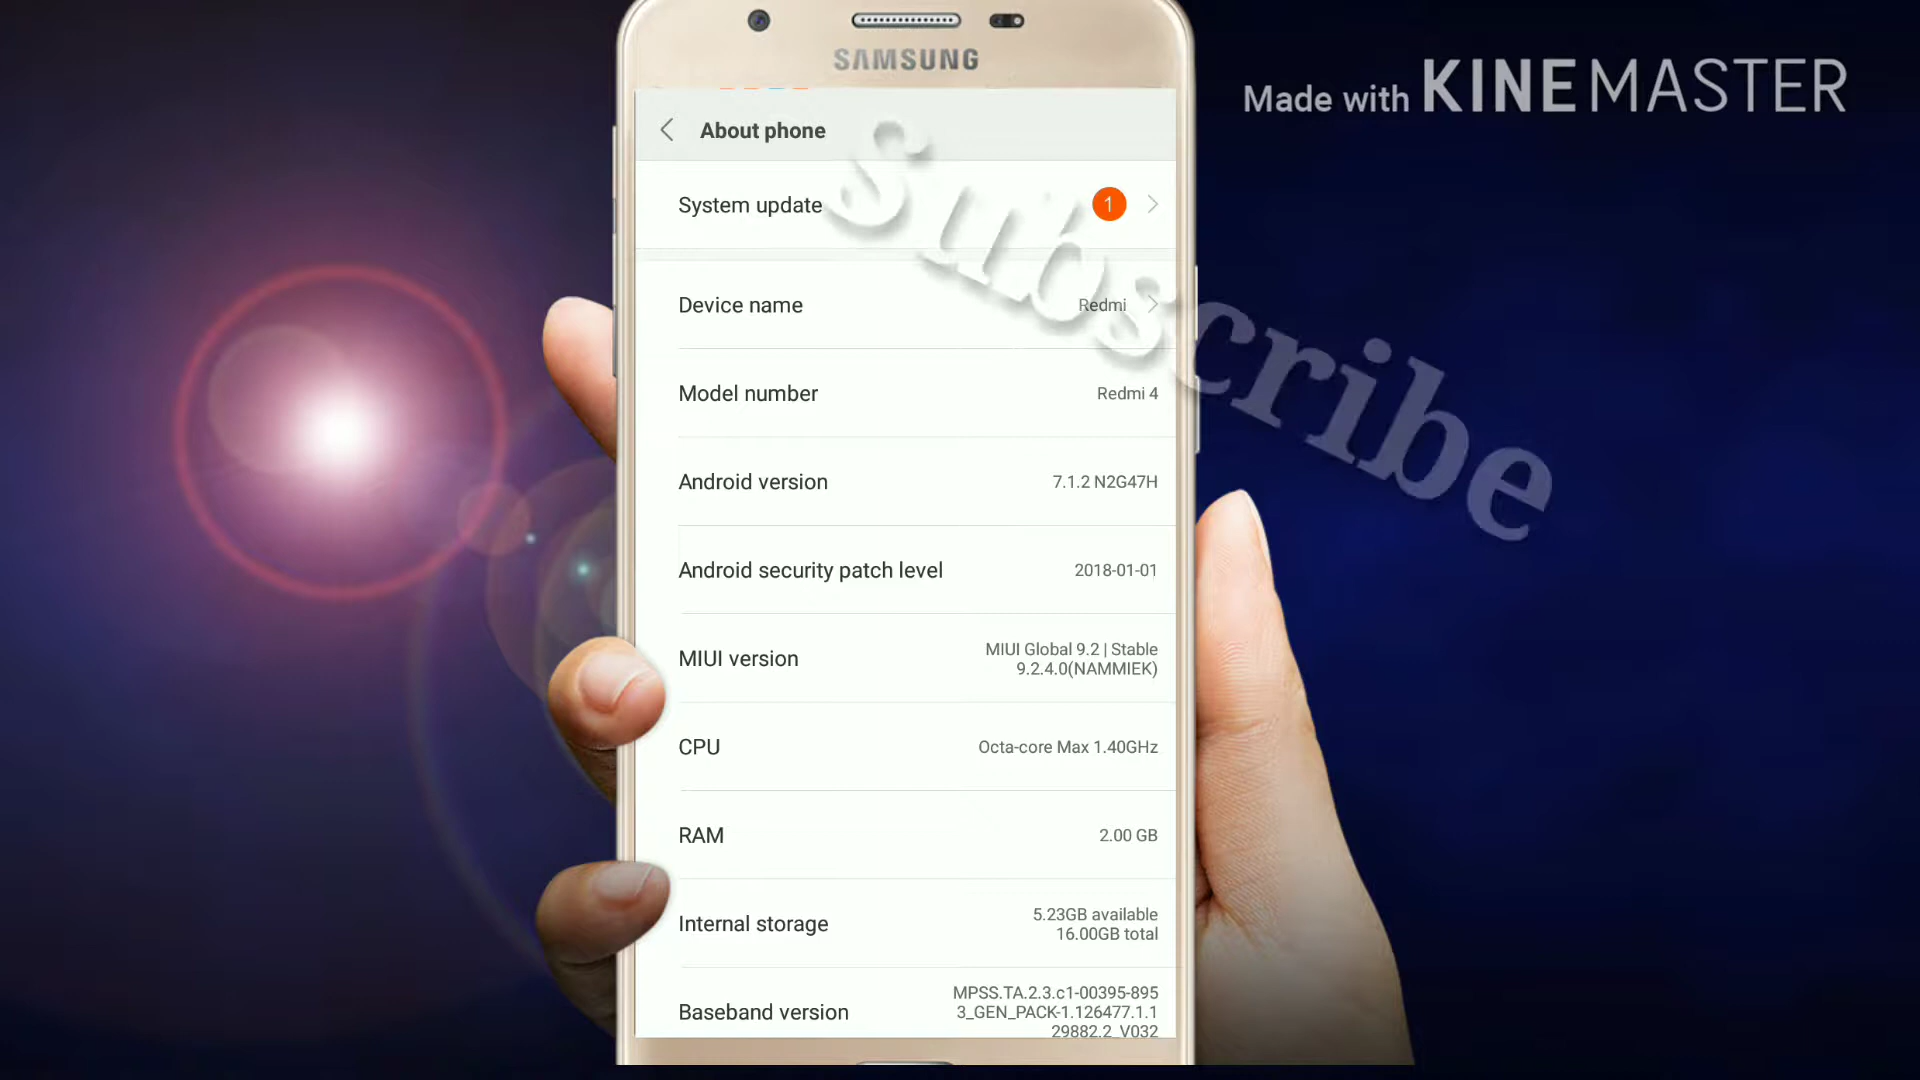 SAMSUNG
Made with KINEMASTER
About phone
System update 1
Subscribe
Device name Redmi
Model number Redmi 4
Android version 7.1.2 N2G47H
Android security patch level 2018-01-01
MIUI version MIUI Global 9.2 | Stable
9.2.4.0(NAMMIEK)
CPU Octa-core Max 1.40GHz
RAM 2.00 GB
Internal storage 5.23GB available
16.00GB total
Baseband version MPSS.TA.2.3.c1-00395-895
3_GEN_PACK-1.126477.1.1
29882.2_V032